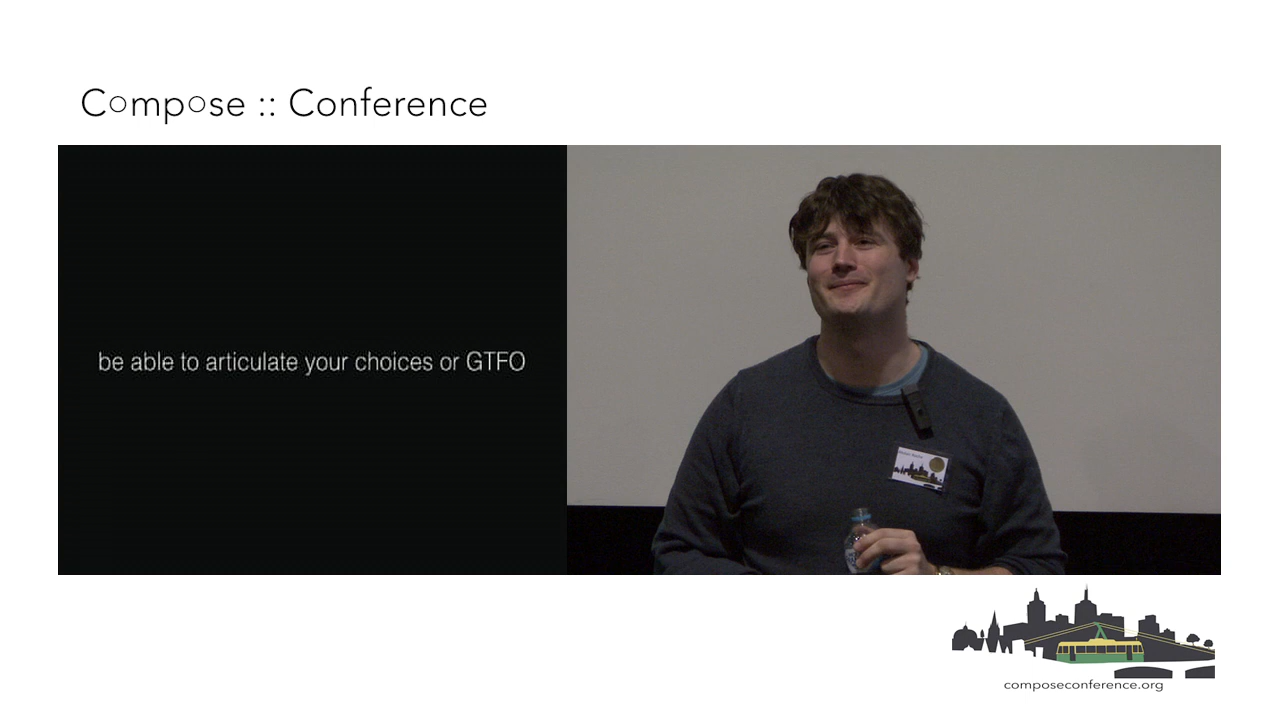 Compose :: Conference
be able to articulate your choices or GTFO
composeconference.org